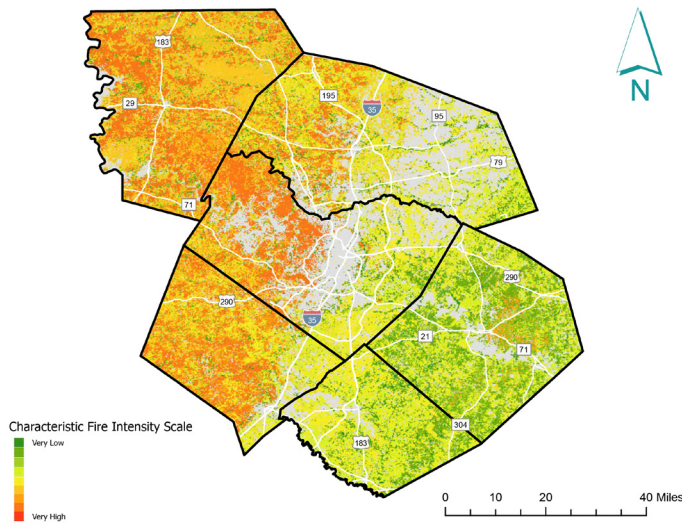 183
195
35
29
95
79
71
290
290
35
21
71
304
183
N
Characteristic Fire Intensity Scale
Very Low
Very High
0 10 20 40 Miles